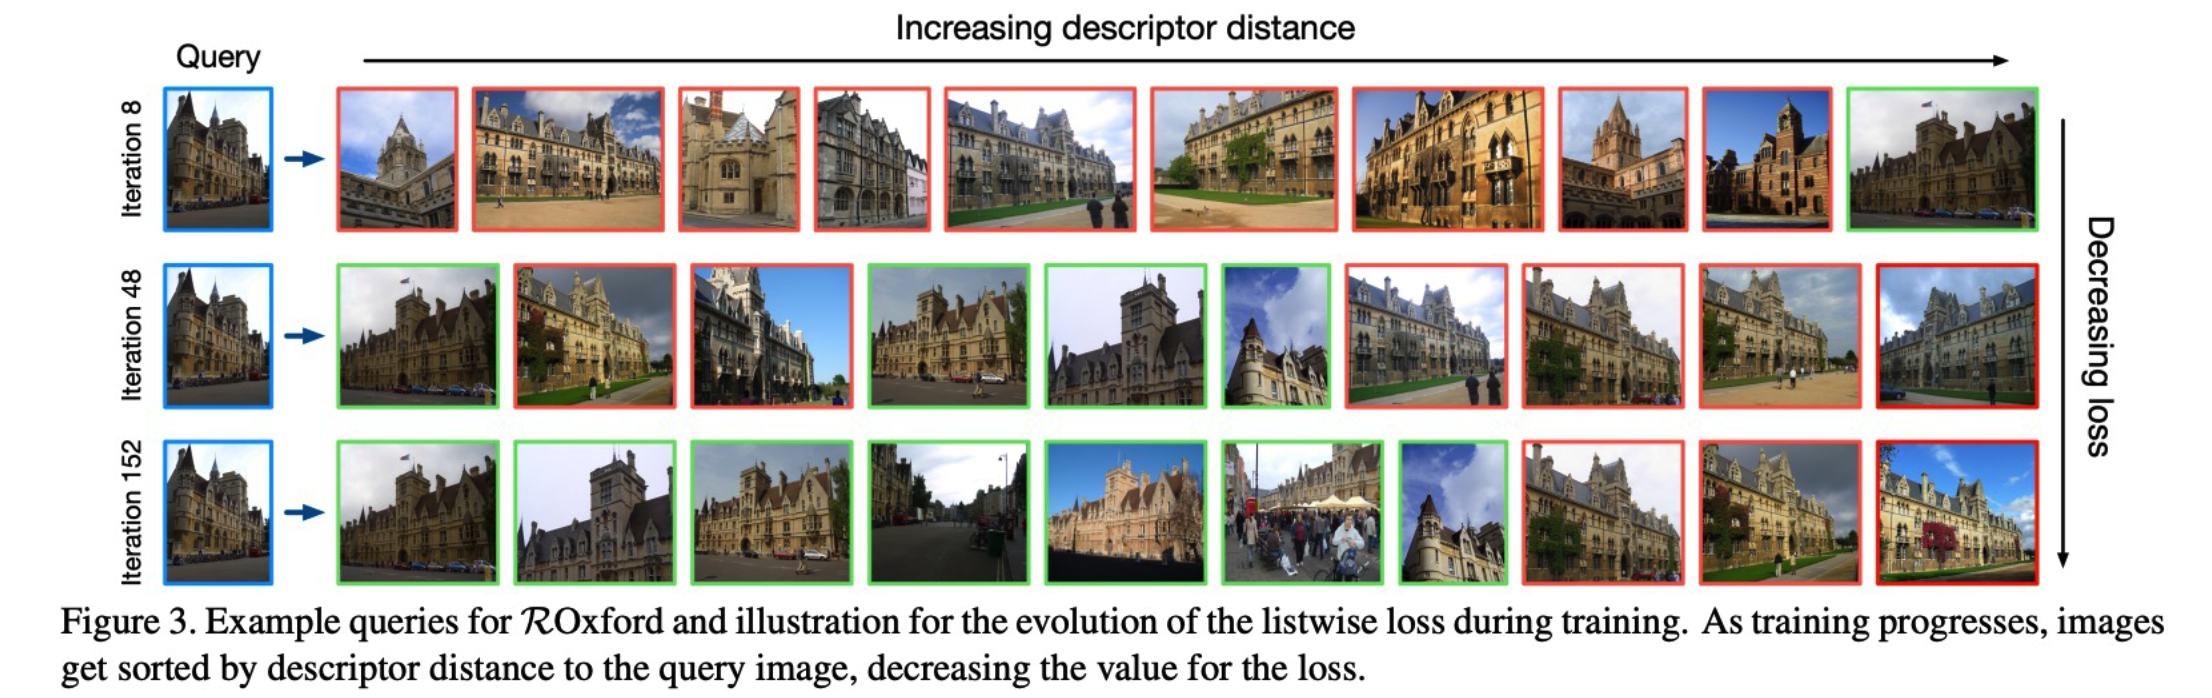 Increasing descriptor distance
Query
Iteration 8
Iteration 48
Iteration 152
Decreasing loss
Figure 3. Example queries for ℛOxford and illustration for the evolution of the listwise loss during training. As training progresses, images
get sorted by descriptor distance to the query image, decreasing the value for the loss.